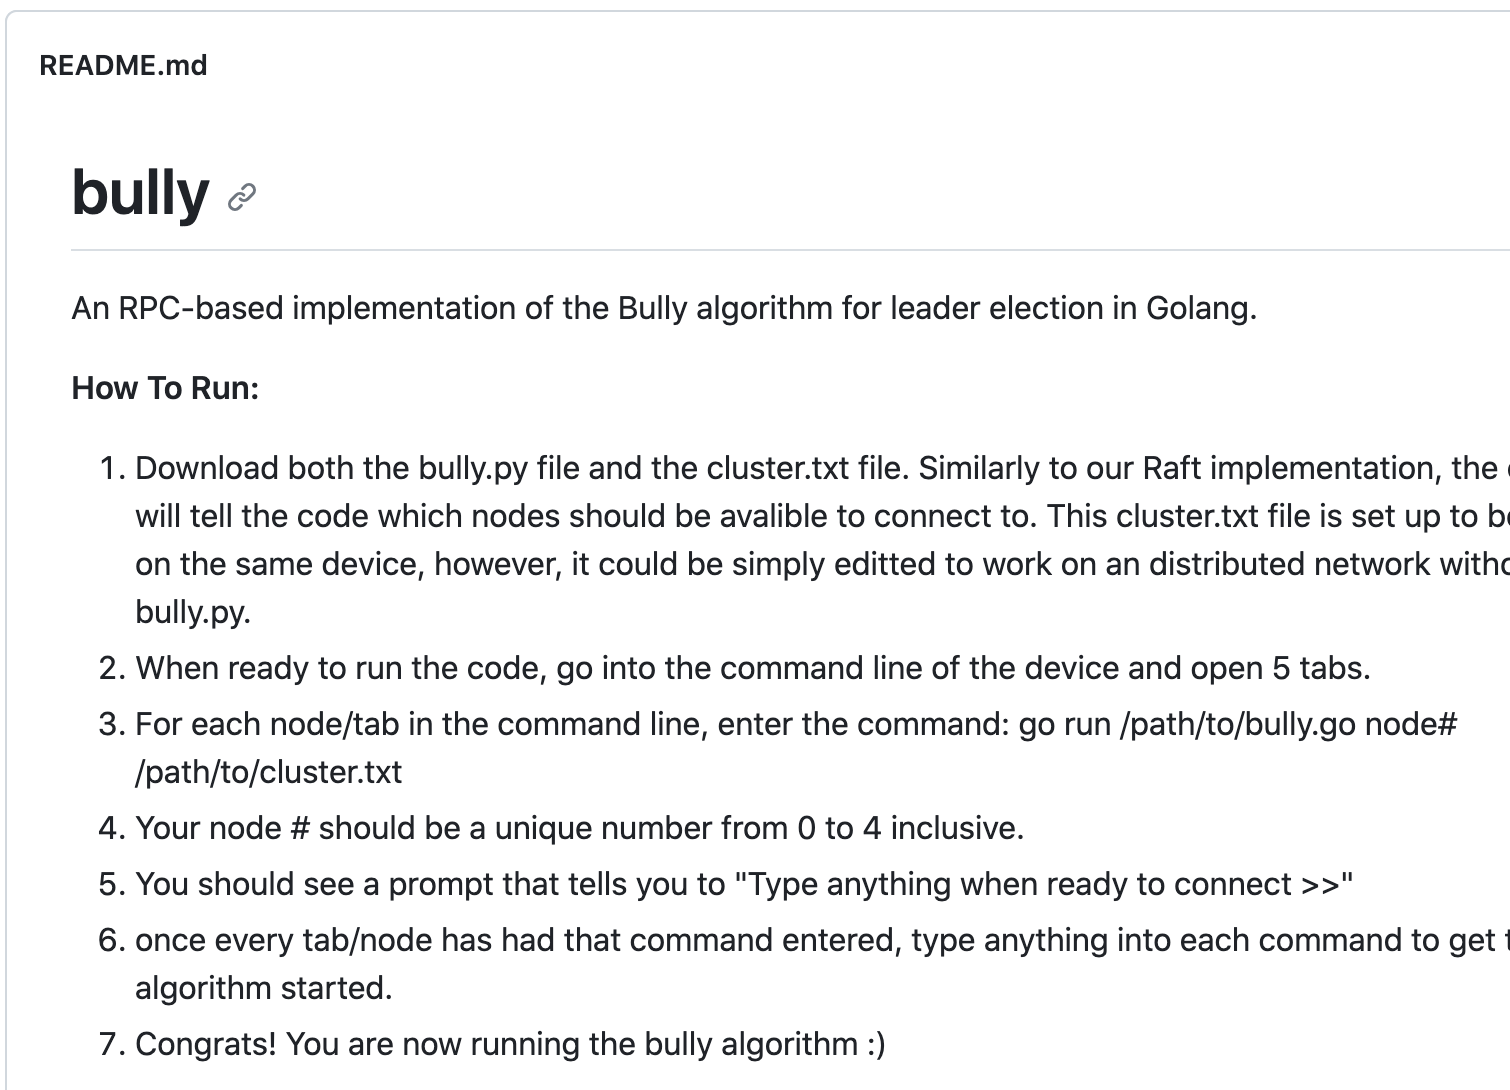 README.md
bully
An RPC-based implementation of the Bully algorithm for leader election in Golang.
How To Run:
1. Download both the bully.py file and the cluster.txt file. Similarly to our Raft implementation, the
will tell the code which nodes should be avalible to connect to. This cluster.txt file is set up to
on the same device, however, it could be simply editted to work on an distributed network
bully.py.
2. When ready to run the code, go into the command line of the device and open 5 tabs.
3. For each node/tab in the command line, enter the command: go run /path/to/bully.go node#
/path/to/cluster.txt
4. Your node # should be a unique number from 0 to 4 inclusive.
5. You should see a prompt that tells you to "Type anything when ready to connect >>"
6. once every tab/node has had that command entered, type anything into each command to get
algorithm started.
7. Congrats! You are now running the bully algorithm :)